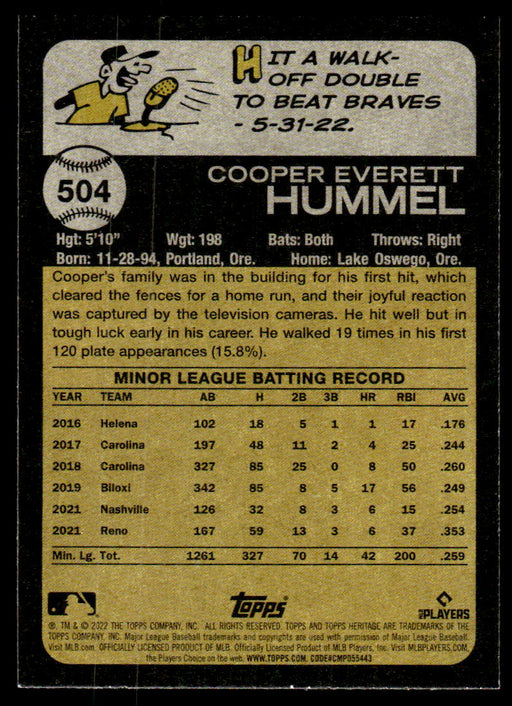 HIT A WALK-
OFF DOUBLE
TO BEAT BRAVES
- 5-31-22.
504
COOPER EVERETT
HUMMEL
Hgt: 5'10" Wgt: 198 Bats: Both Throws: Right
Born: 11-28-94, Portland, Ore. Home: Lake Oswego, Ore.
Cooper's family was in the building for his first hit, which
cleared the fences for a home run, and their joyful reaction
was captured by the television cameras. He hit well but in
tough luck early in his career. He walked 19 times in his first
120 plate appearances (15.8%).
MINOR LEAGUE BATTING RECORD
YEAR TEAM AB H 2B 3B HR RBI AVG
2016 Helena 102 18 5 1 1 17 .176
2017 Carolina 197 48 11 2 4 25 .244
2018 Carolina 327 85 25 0 8 50 .260
2019 Biloxi 342 85 8 5 17 56 .249
2021 Nashville 126 32 8 3 6 15 .254
2021 Reno 167 59 13 3 6 37 .353
Min. Lg. Tot. 1261 327 70 14 42 200 .259
Topps
MLB PLAYERS
®, TM & © 2022 THE TOPPS COMPANY, INC. ALL RIGHTS RESERVED. TOPPS AND TOPPS HERITAGE ARE TRADEMARKS OF THE
TOPPS COMPANY, INC. Major League Baseball trademarks and copyrights are used with permission of Major League Baseball.
Visit MLB.com. OFFICIALLY LICENSED PRODUCT OF MLB. Officially Licensed Product of MLB Players, Inc. Visit MLBPLAYERS.com,
the Players Choice on the web. WWW.TOPPS.COM. CODE#CMP055443